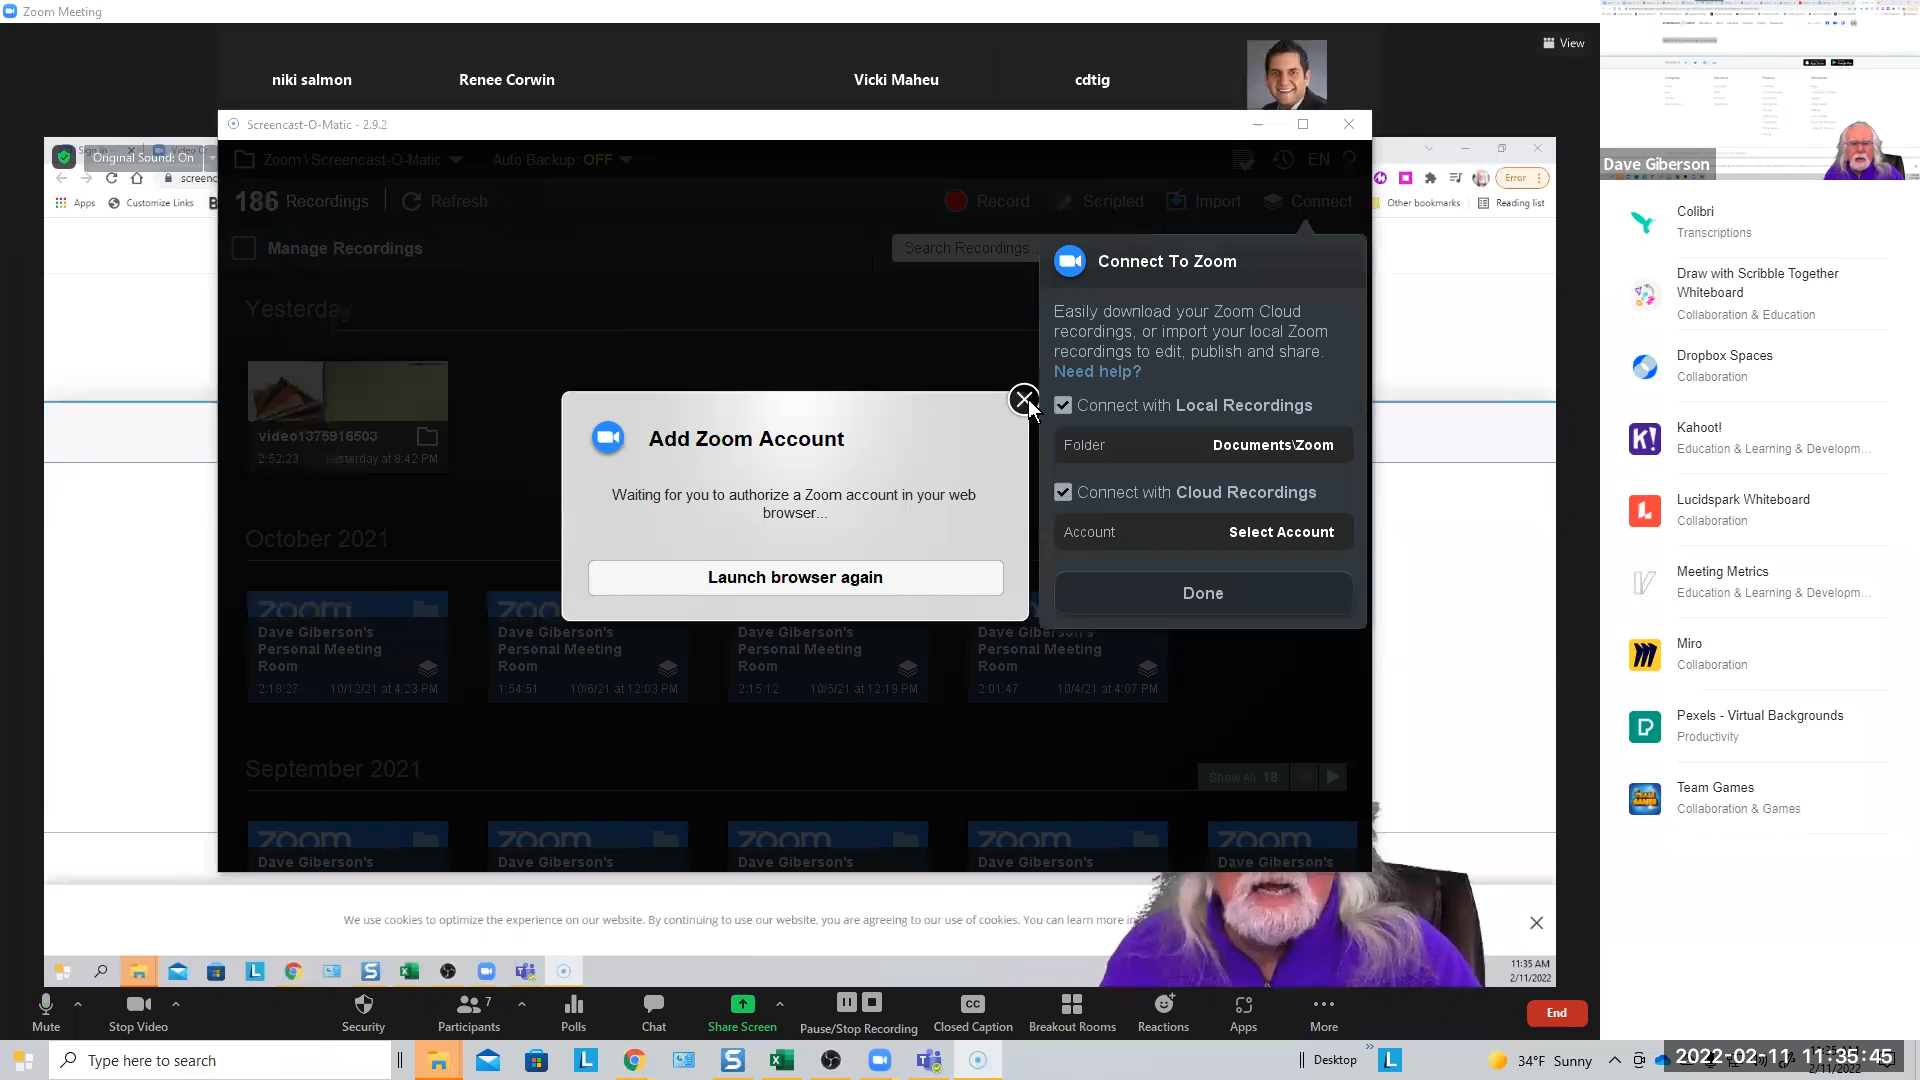 Zoom Meeting
niki salmon
Renee Corwin
Vicki Maheu
cdtig
View
Dave Giberson
Screencast-O-Matic - 2.9.2
Original Sound: On
Zoom \ Screencast-O-Matic
Auto Backup: OFF
EN
screenc
Error
186 Recordings
Refresh
Record
Scripted
Import
Connect
Apps
Customize Links
Other bookmarks
Reading list
Manage Recordings
Search Recordings...
Connect To Zoom
Easily download your Zoom Cloud
recordings, or import your local Zoom
recordings to edit, publish and share.
Need help?
Connect with Local Recordings
Folder
Documents\Zoom
Connect with Cloud Recordings
Account
Select Account
Done
Yesterday
video1375916503
2:52:23
Yesterday at 8:42 PM
Add Zoom Account
Waiting for you to authorize a Zoom account in your web
browser...
Launch browser again
October 2021
zoom
Dave Giberson's
Personal Meeting
Room
2:18:27
10/12/21 at 4:23 PM
Dave Giberson's
Personal Meeting
Room
1:54:51
10/6/21 at 12:03 PM
Dave Giberson's
Personal Meeting
Room
2:15:12
10/5/21 at 12:19 PM
Dave Giberson's
Personal Meeting
Room
2:01:47
10/4/21 at 4:07 PM
September 2021
Show All 18
zoom
Dave Giberson's
zoom
Dave Giberson's
zoom
Dave Giberson's
zoom
Dave Giberson's
zoom
Dave Giberson's
We use cookies to optimize the experience on our website. By continuing to use our website, you are agreeing to our use of cookies. You can learn more in
11:35 AM
2/11/2022
Colibri
Transcriptions
Draw with Scribble Together
Whiteboard
Collaboration & Education
Dropbox Spaces
Collaboration
Kahoot!
Education & Learning & Developm...
Lucidspark Whiteboard
Collaboration
Meeting Metrics
Education & Learning & Developm...
Miro
Collaboration
Pexels - Virtual Backgrounds
Productivity
Team Games
Collaboration & Games
Mute
Stop Video
Security
Participants
7
Polls
Chat
Share Screen
Pause/Stop Recording
CC
Closed Caption
Breakout Rooms
Reactions
Apps
More
End
Type here to search
Desktop
34°F Sunny
2022-02-11 11:35:45
2/11/2022